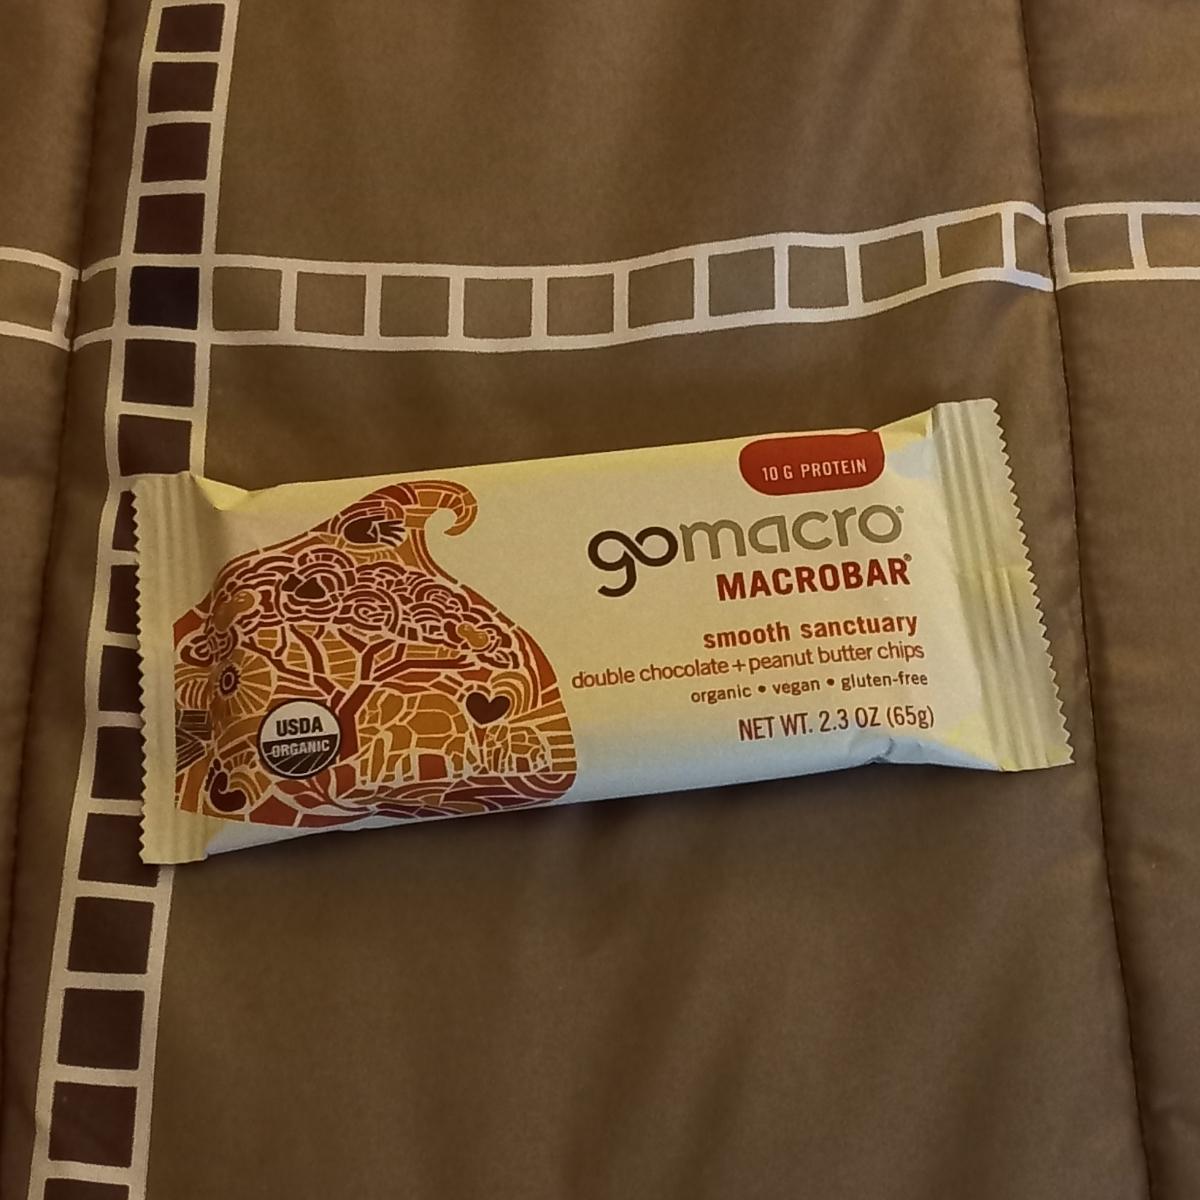 10 G PROTEIN
gomacro®
MACROBAR®
smooth sanctuary
double chocolate + peanut butter chips
organic • vegan • gluten-free
NET WT. 2.3 OZ (65g)
USDA
ORGANIC